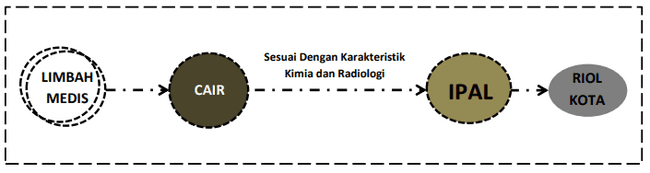 LIMBAH
MEDIS
CAIR
Sesuai Dengan Karakteristik
Kimia dan Radiologi
IPAL
RIOL
KOTA